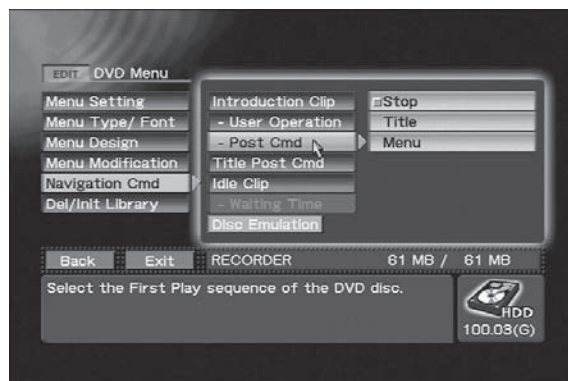 EDIT DVD Menu
Menu Setting
Menu Type/ Font
Menu Design
Menu Modification
Navigation Cmd
Del/Init Library
Introduction Clip
- User Operation
- Post Cmd
Title Post Cmd
Idle Clip
- Waiting Time
Disc Emulation
Stop
Title
Menu
Back Exit RECORDER 61 MB / 61 MB
Select the First Play sequence of the DVD disc.
HDD
100.03(G)